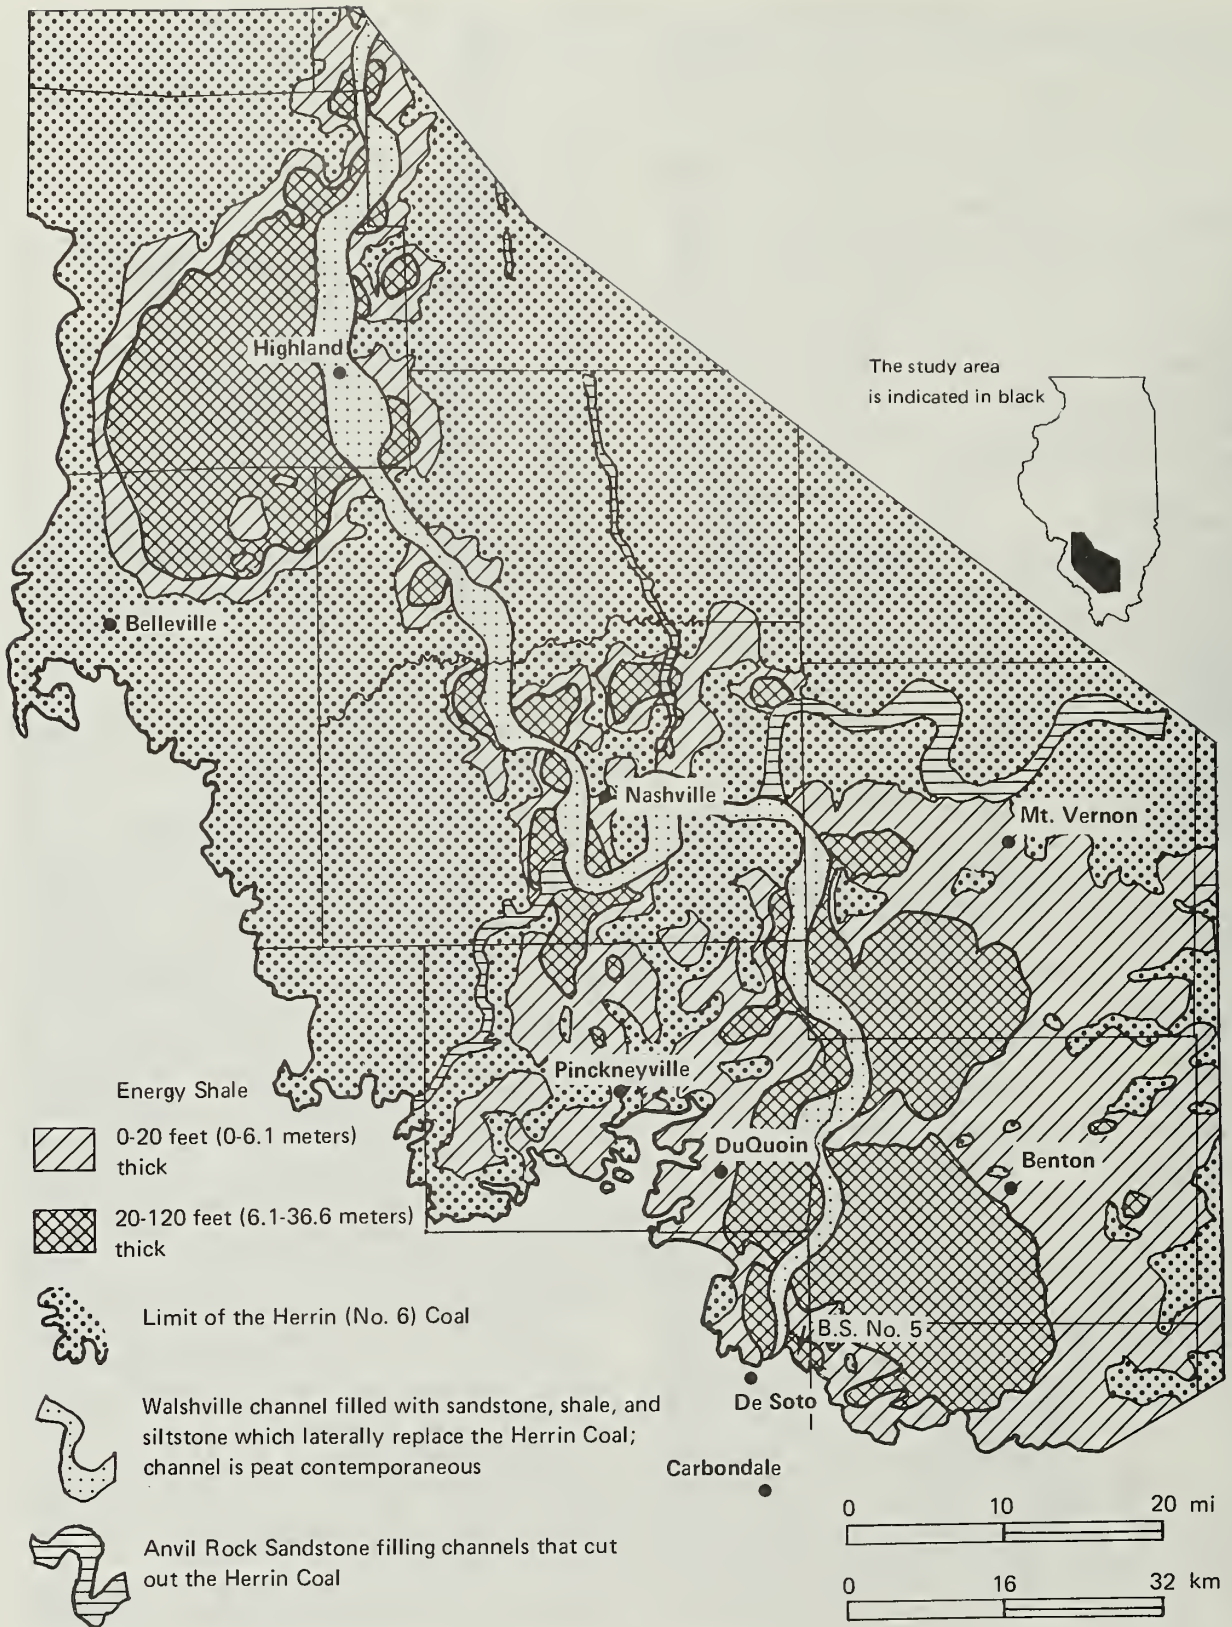 Highland
The study area
is indicated in black
Belleville
Nashville
Mt. Vernon
Pinckneyville
DuQuoin
Benton
B.S. No. 5
De Soto
Carbondale
Energy Shale
0-20 feet (0-6.1 meters)
thick
20-120 feet (6.1-36.6 meters)
thick
Limit of the Herrin (No. 6) Coal
Walshville channel filled with sandstone, shale, and
siltstone which laterally replace the Herrin Coal;
channel is peat contemporaneous
Anvil Rock Sandstone filling channels that cut
out the Herrin Coal
0 10 20 mi
0 16 32 km